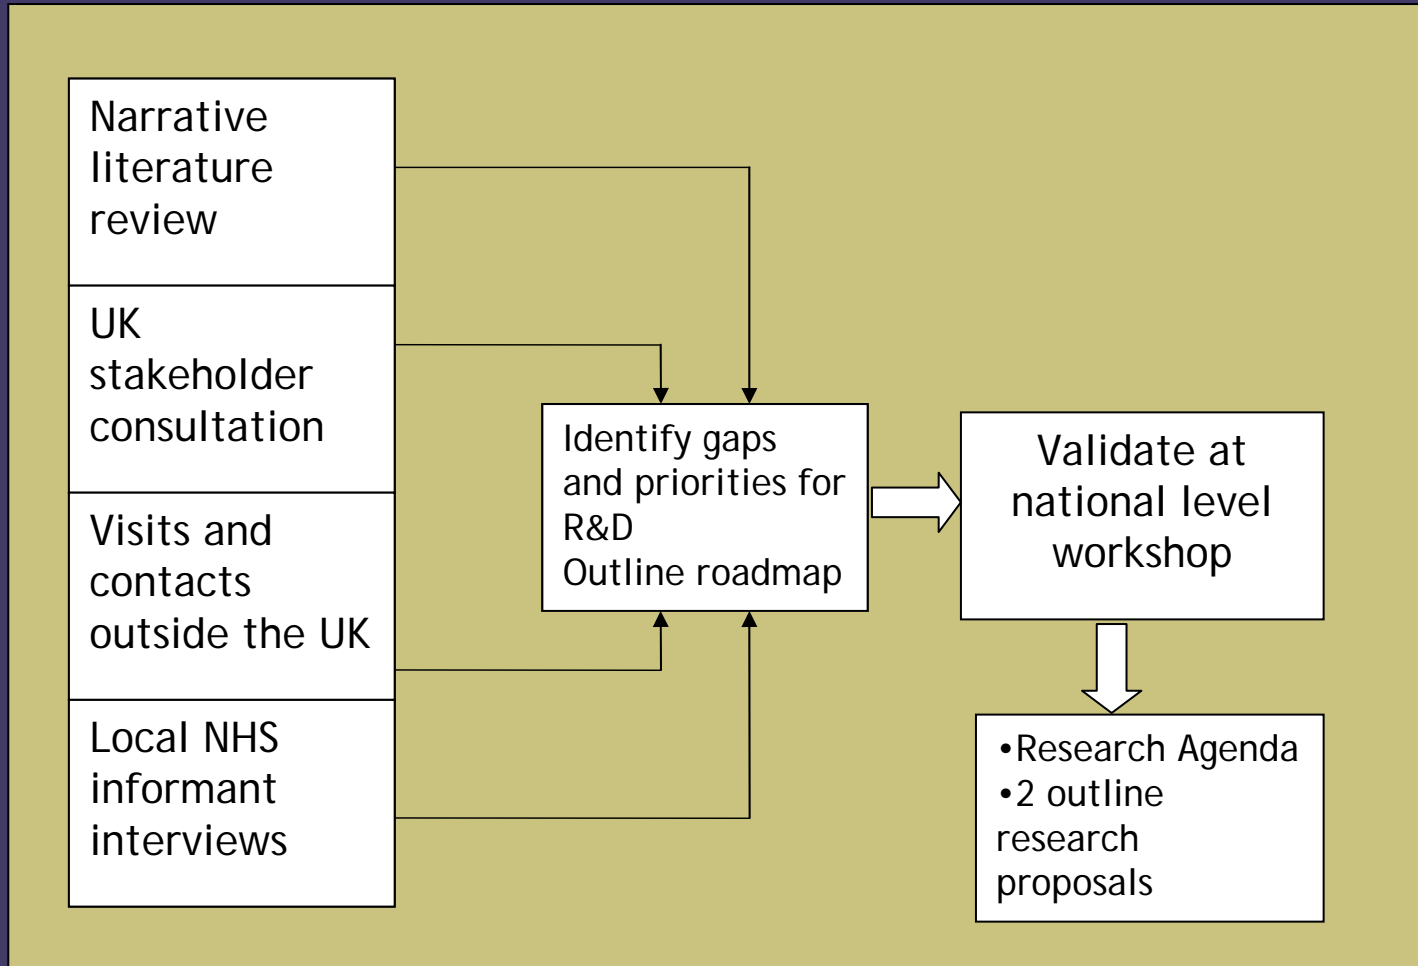 Narrative
literature
review
UK
stakeholder
consultation
Visits and
contacts
outside the UK
Local NHS
informant
interviews
Identify gaps
and priorities for
R&D
Outline roadmap
Validate at
national level
workshop
•Research Agenda
•2 outline
research
proposals